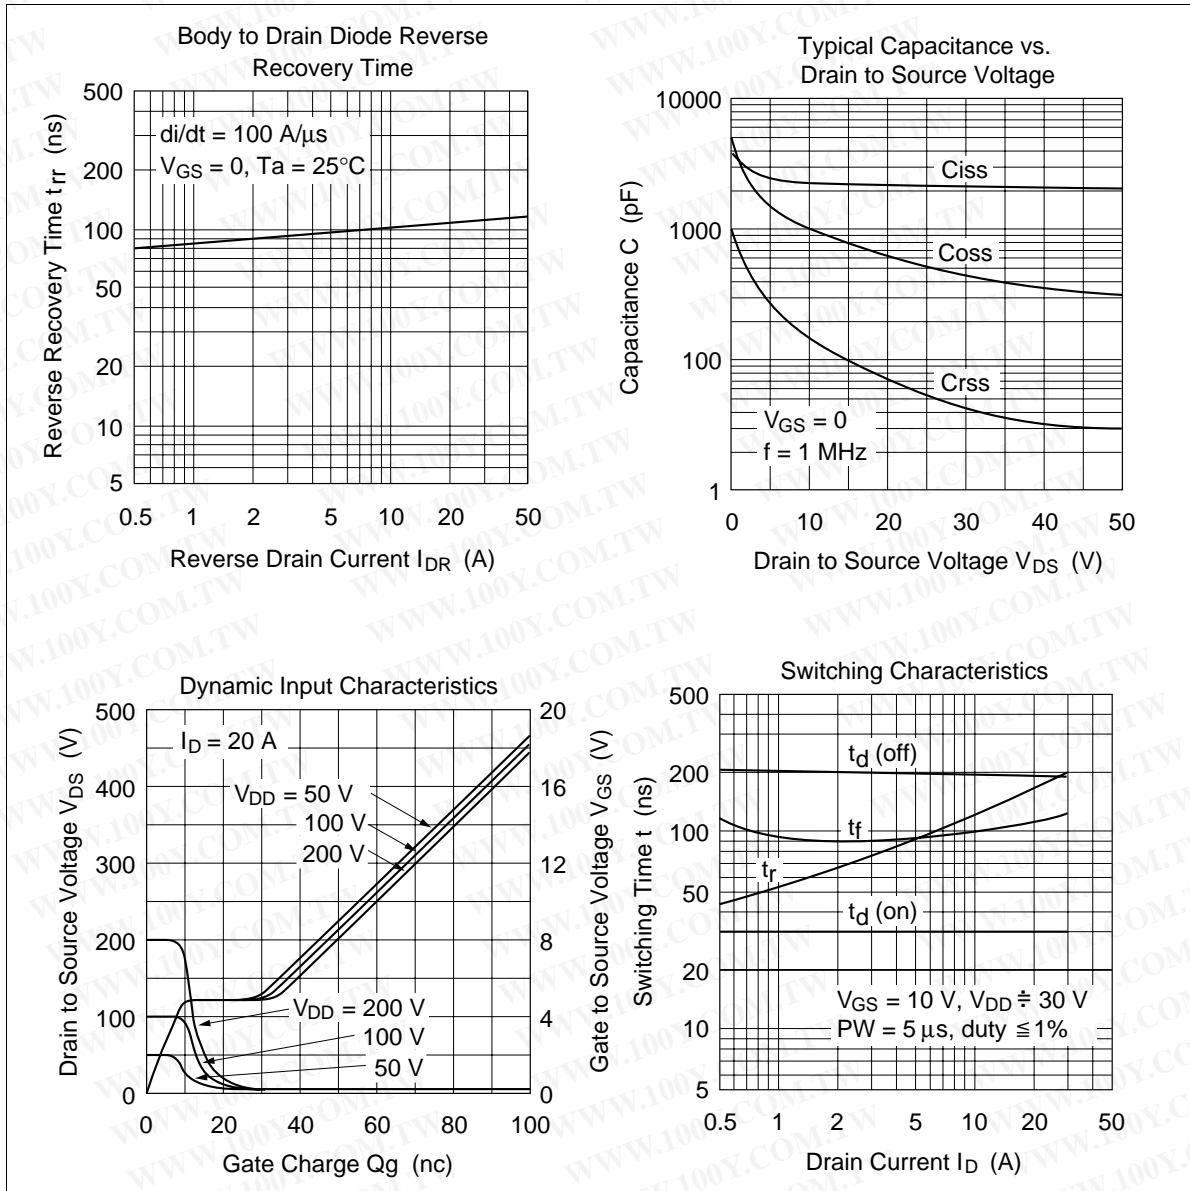 Body to Drain Diode Reverse
Recovery Time
500
200
100
50
20
10
5
Reverse Recovery Time trr (ns)
di/dt = 100 A/μs
VGS = 0, Ta = 25°C
0.5 1 2 5 10 20 50
Reverse Drain Current IDR (A)
Typical Capacitance vs.
Drain to Source Voltage
10000
1000
100
1
Capacitance C (pF)
Ciss
Coss
Crss
VGS = 0
f = 1 MHz
0 10 20 30 40 50
Drain to Source Voltage VDS (V)
Dynamic Input Characteristics
500
400
300
200
100
0
Drain to Source Voltage VDS (V)
ID = 20 A
VDD = 50 V
100 V
200 V
VDD = 200 V
100 V
50 V
20
16
12
8
4
0
Gate to Source Voltage VGS (V)
0 20 40 60 80 100
Gate Charge Qg (nc)
Switching Characteristics
500
200
100
50
20
10
5
Switching Time t (ns)
td (off)
tf
tr
td (on)
VGS = 10 V, VDD ≒ 30 V
PW = 5 μs, duty ≦ 1%
0.5 1 2 5 10 20 50
Drain Current ID (A)
WWW.100Y.COM.TW